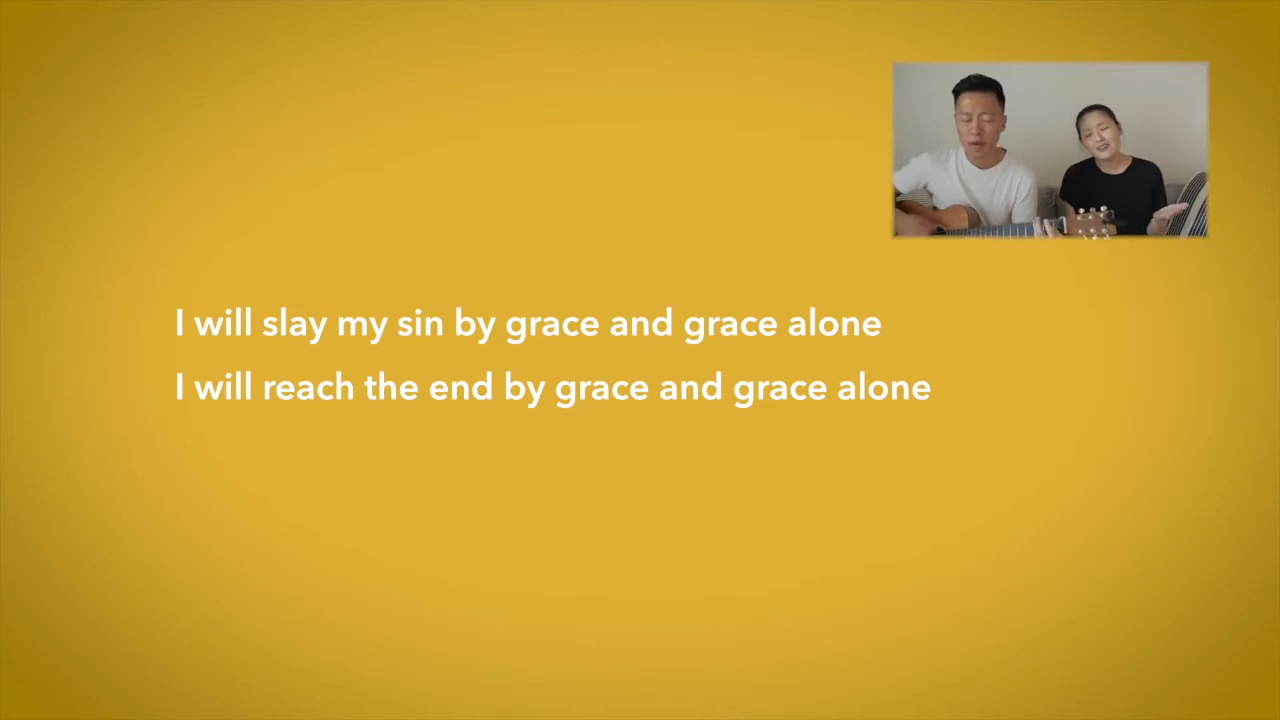 I will slay my sin by grace and grace alone
I will reach the end by grace and grace alone